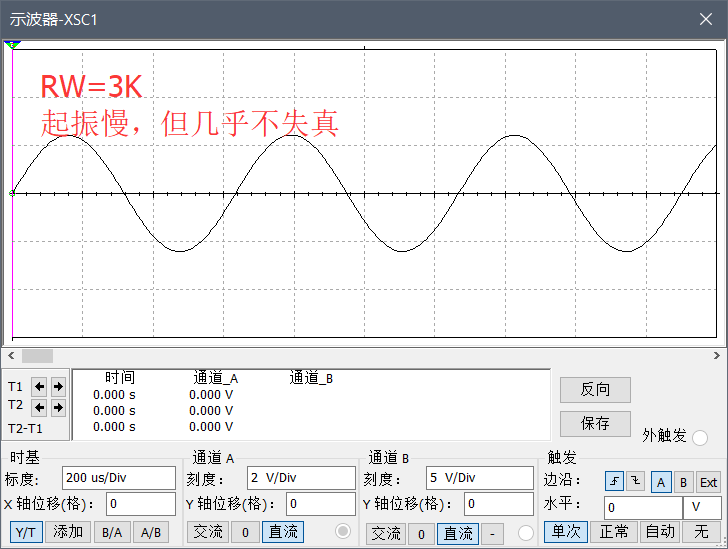 示波器-XSC1
RW=3K
起振慢，但几乎不失真
时间 通道_A 通道_B
T1 0.000 s 0.000 V
T2 0.000 s 0.000 V
T2-T1 0.000 s 0.000 V
反向
保存
外触发
时基 通道 A 通道 B 触发
标度: 200 us/Div 刻度: 2 V/Div 刻度: 5 V/Div 边沿: A B Ext
X 轴位移(格): 0 Y 轴位移(格): 0 Y 轴位移(格): 0 水平: 0 V
Y/T 添加 B/A A/B 交流 0 直流 交流 0 直流 - 单次 正常 自动 无